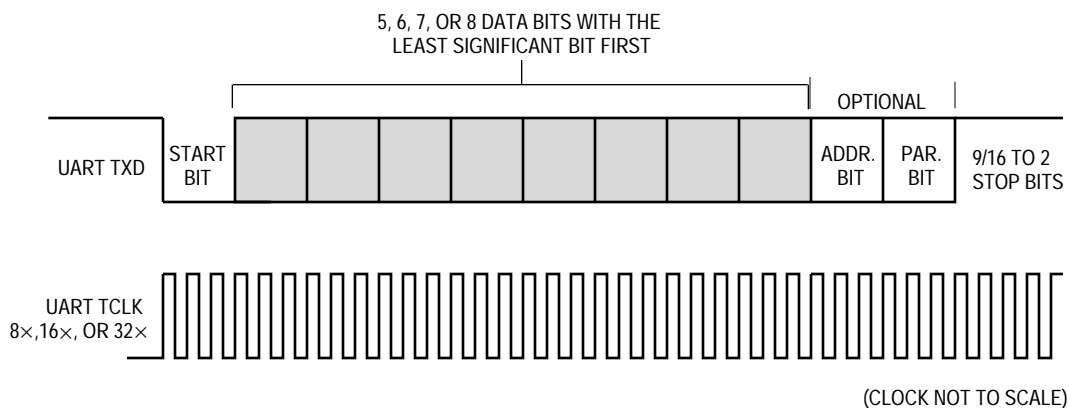 5, 6, 7, OR 8 DATA BITS WITH THE
LEAST SIGNIFICANT BIT FIRST
OPTIONAL
UART TXD
START
BIT
ADDR.
BIT
PAR.
BIT
9/16 TO 2
STOP BITS
UART TCLK
8×,16×, OR 32×
(CLOCK NOT TO SCALE)